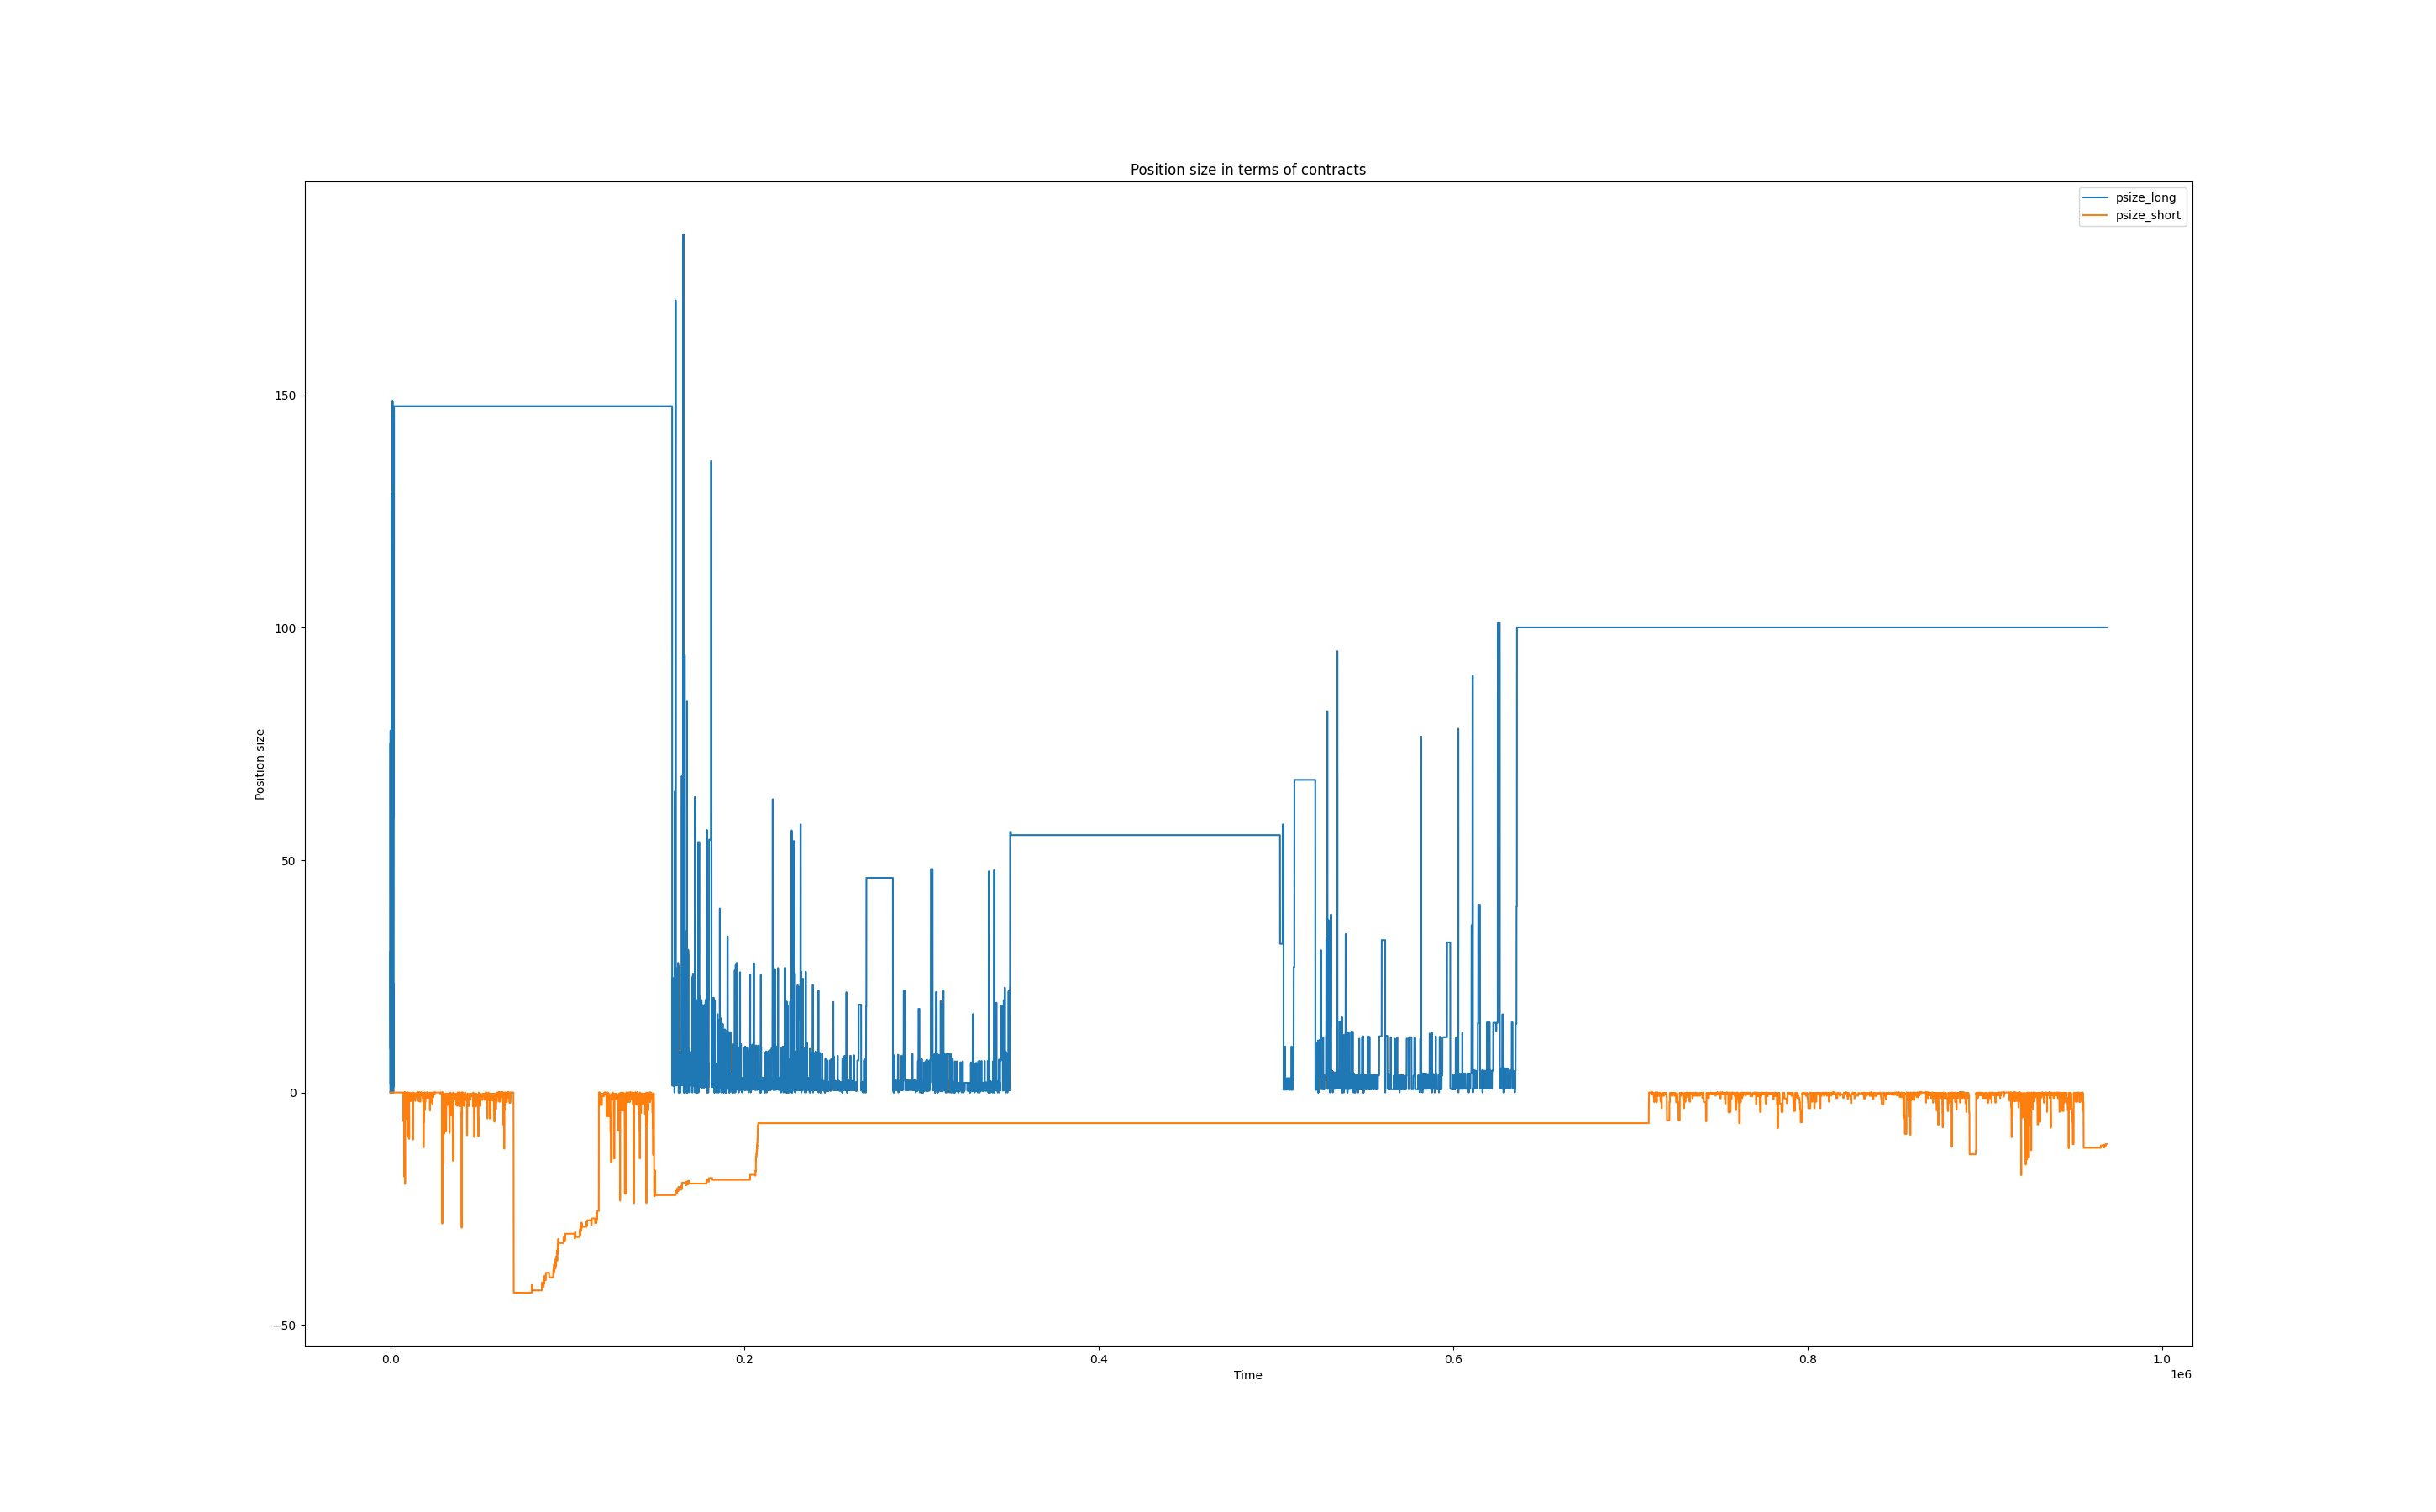 Position size in terms of contracts
psize_long
psize_short
150
100
50
0
−50
Position size
0.0
0.2
0.4
0.6
0.8
1.0
Time
1e6